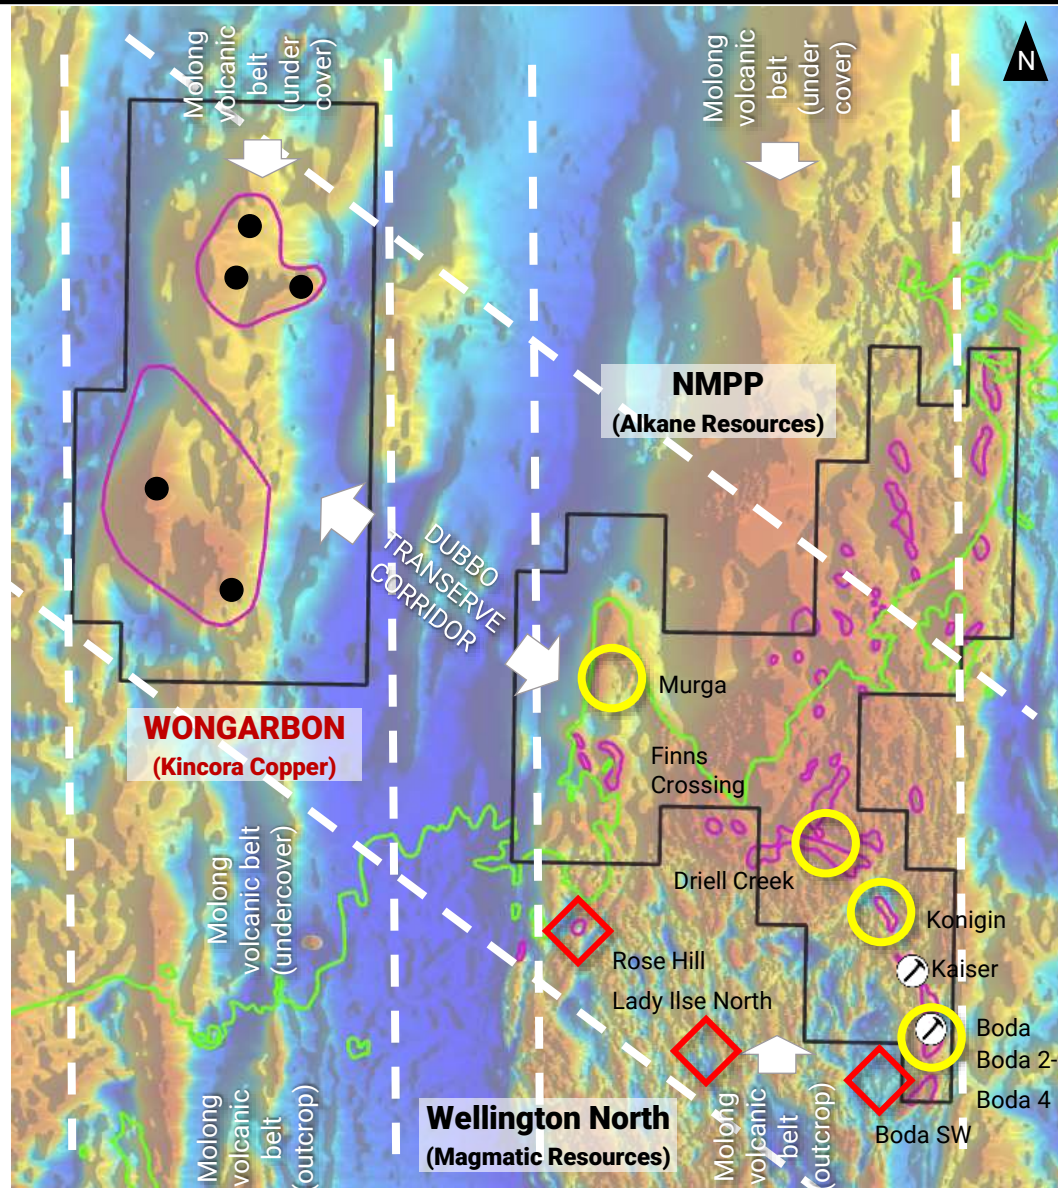 Molong
volcanic
belt
(under
cover)
Molong
volcanic
belt
(under
cover)
N
NMPP
(Alkane Resources)
DUBBO
TRANSERVE
CORRIDOR
Murga
WONGARBON
(Kincora Copper)
Finns
Crossing
Molong
volcanic belt
(undercover)
Driell Creek
Konigin
Rose Hill
Kaiser
Lady Ilse North
Boda
Boda 2-
Boda 4
Wellington North
(Magmatic Resources)
Boda SW
Molong
volcanic
belt
(outcrop)
Molong
volcanic
belt
(outcrop)